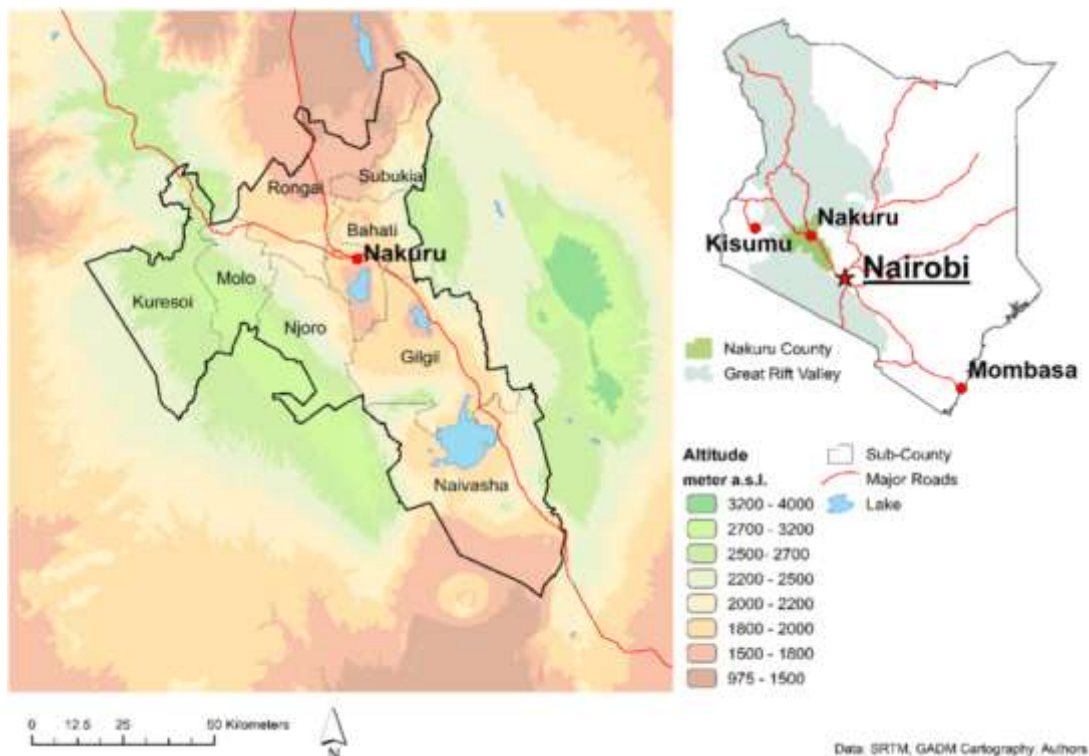 Rongai
Subukia
Bahati
Nakuru
Molo
Kuresoi
Njoro
Gilgil
Naivasha
0 12.5 25 50 Kilometers
N
Nakuru
Kisumu
Nairobi
Mombasa
Nakuru County
Great Rift Valley
Altitude
meter a.s.l.
3200 - 4000
2700 - 3200
2500- 2700
2200 - 2500
2000 - 2200
1800 - 2000
1500 - 1800
975 - 1500
Sub-County
Major Roads
Lake
Data: SRTM, GADM Cartography: Authors